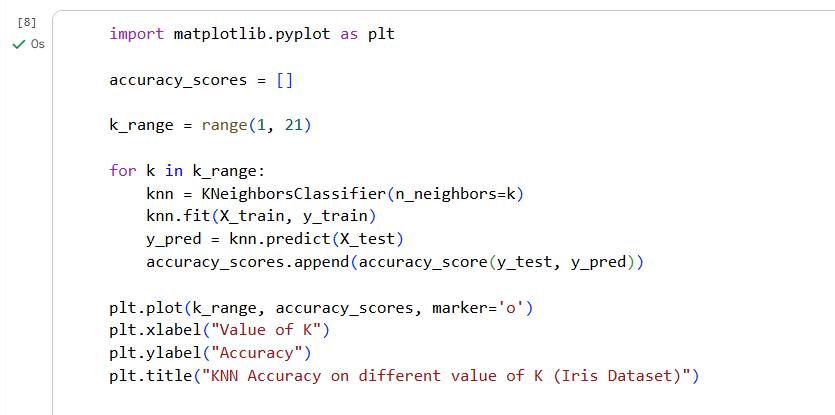 [8]
0s
import matplotlib.pyplot as plt
accuracy_scores = []
k_range = range(1, 21)
for k in k_range:
    knn = KNeighborsClassifier(n_neighbors=k)
    knn.fit(X_train, y_train)
    y_pred = knn.predict(X_test)
    accuracy_scores.append(accuracy_score(y_test, y_pred))
plt.plot(k_range, accuracy_scores, marker='o')
plt.xlabel("Value of K")
plt.ylabel("Accuracy")
plt.title("KNN Accuracy on different value of K (Iris Dataset)")